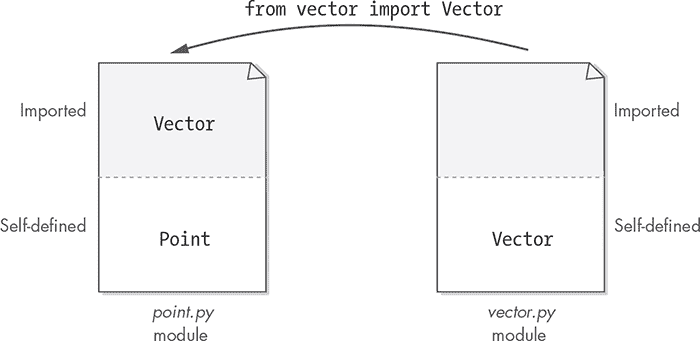 from vector import Vector
Imported
Vector
Imported
Self-defined
Point
Vector
Self-defined
point.py
module
vector.py
module